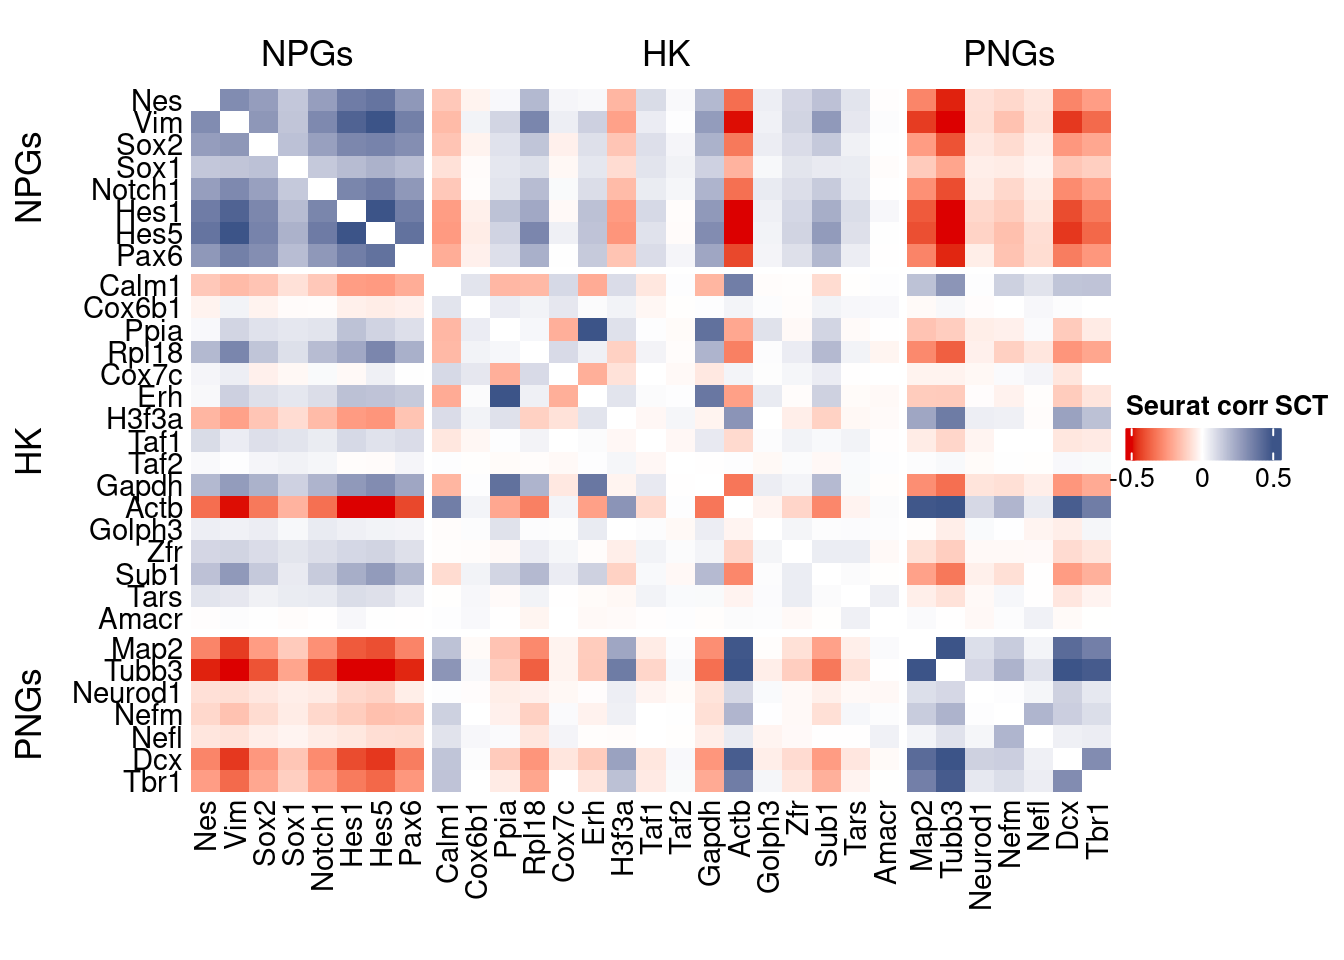 NPGs HK PNGs
NPGs
Nes
Vim
Sox2
Sox1
Notch1
Hes1
Hes5
Pax6
HK
Calm1
Cox6b1
Ppia
Rpl18
Cox7c
Erh
H3f3a
Taf1
Taf2
Gapdh
Actb
Golph3
Zfr
Sub1
Tars
Amacr
PNGs
Map2
Tubb3
Neurod1
Nefm
Nefl
Dcx
Tbr1
Nes Vim Sox2 Sox1 Notch1 Hes1 Hes5 Pax6 Calm1 Cox6b1 Ppia Rpl18 Cox7c Erh H3f3a Taf1 Taf2 Gapdh Actb Golph3 Zfr Sub1 Tars Amacr Map2 Tubb3 Neurod1 Nefm Nefl Dcx Tbr1
Seurat corr SCT
-0.5 0 0.5